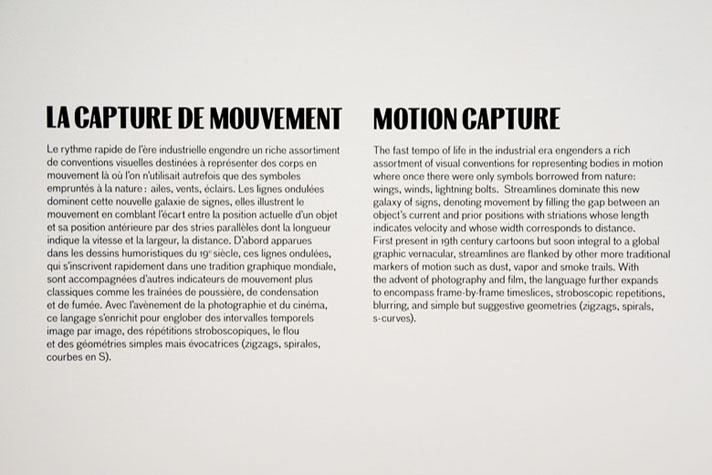 LA CAPTURE DE MOUVEMENT
Le rythme rapide de l'ère industrielle engendre un riche assortiment
de conventions visuelles destinées à représenter des corps en
mouvement là où l'on n'utilisait autrefois que des symboles
empruntés à la nature : ailes, vents, éclairs. Les lignes ondulées
dominent cette nouvelle galaxie de signes, elles illustrent le
mouvement en comblant l'écart entre la position actuelle d'un objet
et sa position antérieure par des stries parallèles dont la longueur
indique la vitesse et la largeur, la distance. D'abord apparues
dans les dessins humoristiques du 19e siècle, ces lignes ondulées,
qui s'inscrivent rapidement dans une tradition graphique mondiale,
sont accompagnées d'autres indicateurs de mouvement plus
classiques comme les traînées de poussière, de condensation
et de fumée. Avec l'avènement de la photographie et du cinéma,
ce langage s'enrichit pour englober des intervalles temporels
image par image, des répétitions stroboscopiques, le flou
et des géométries simples mais évocatrices (zigzags, spirales,
courbes en S).
MOTION CAPTURE
The fast tempo of life in the industrial era engenders a rich
assortment of visual conventions for representing bodies in motion
where once there were only symbols borrowed from nature:
wings, winds, lightning bolts. Streamlines dominate this new
galaxy of signs, denoting movement by filling the gap between an
object's current and prior positions with striations whose length
indicates velocity and whose width corresponds to distance.
First present in 19th century cartoons but soon integral to a global
graphic vernacular, streamlines are flanked by other more traditional
markers of motion such as dust, vapor and smoke trails. With
the advent of photography and film, the language further expands
to encompass frame-by-frame timeslices, stroboscopic repetitions,
blurring, and simple but suggestive geometries (zigzags, spirals,
s-curves).